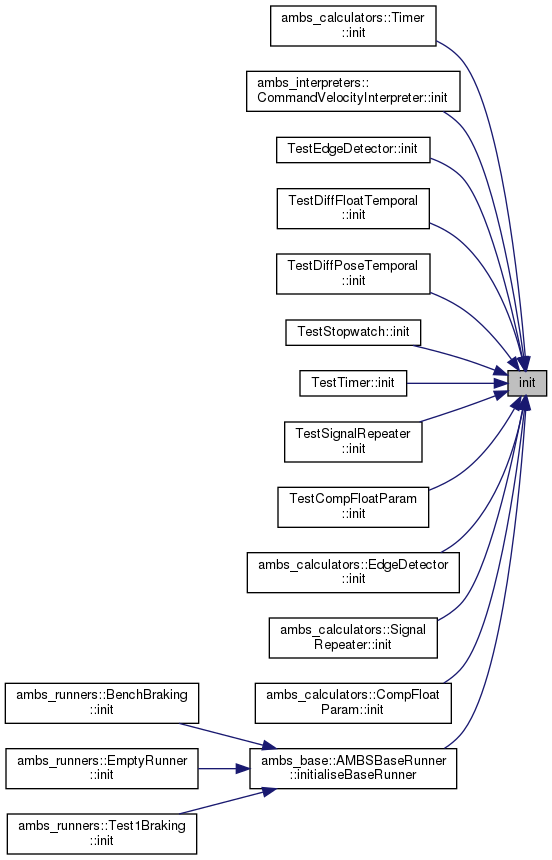 ambs_calculators::Timer
::init
ambs_interpreters::
CommandVelocityInterpreter::init
TestEdgeDetector::init
TestDiffFloatTemporal
::init
TestDiffPoseTemporal
::init
TestStopwatch::init
TestTimer::init
init
TestSignalRepeater
::init
TestCompFloatParam
::init
ambs_calculators::EdgeDetector
::init
ambs_calculators::Signal
Repeater::init
ambs_calculators::CompFloat
Param::init
ambs_runners::BenchBraking
::init
ambs_base::AMBSBaseRunner
::initialiseBaseRunner
ambs_runners::EmptyRunner
::init
ambs_runners::Test1Braking
::init